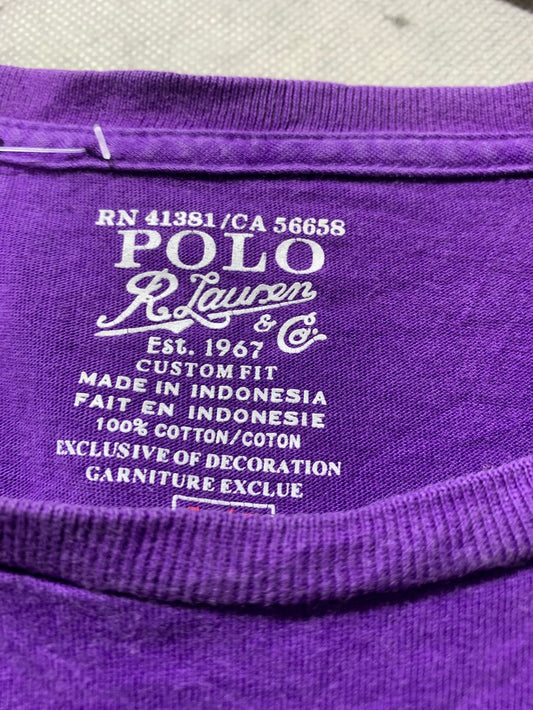 RN 41381/CA 56658
POLO
R. Lauren
& Co.
Est. 1967
CUSTOM FIT
MADE IN INDONESIA
FAIT EN INDONESIE
100% COTTON/COTON
EXCLUSIVE OF DECORATION
GARNITURE EXCLUE